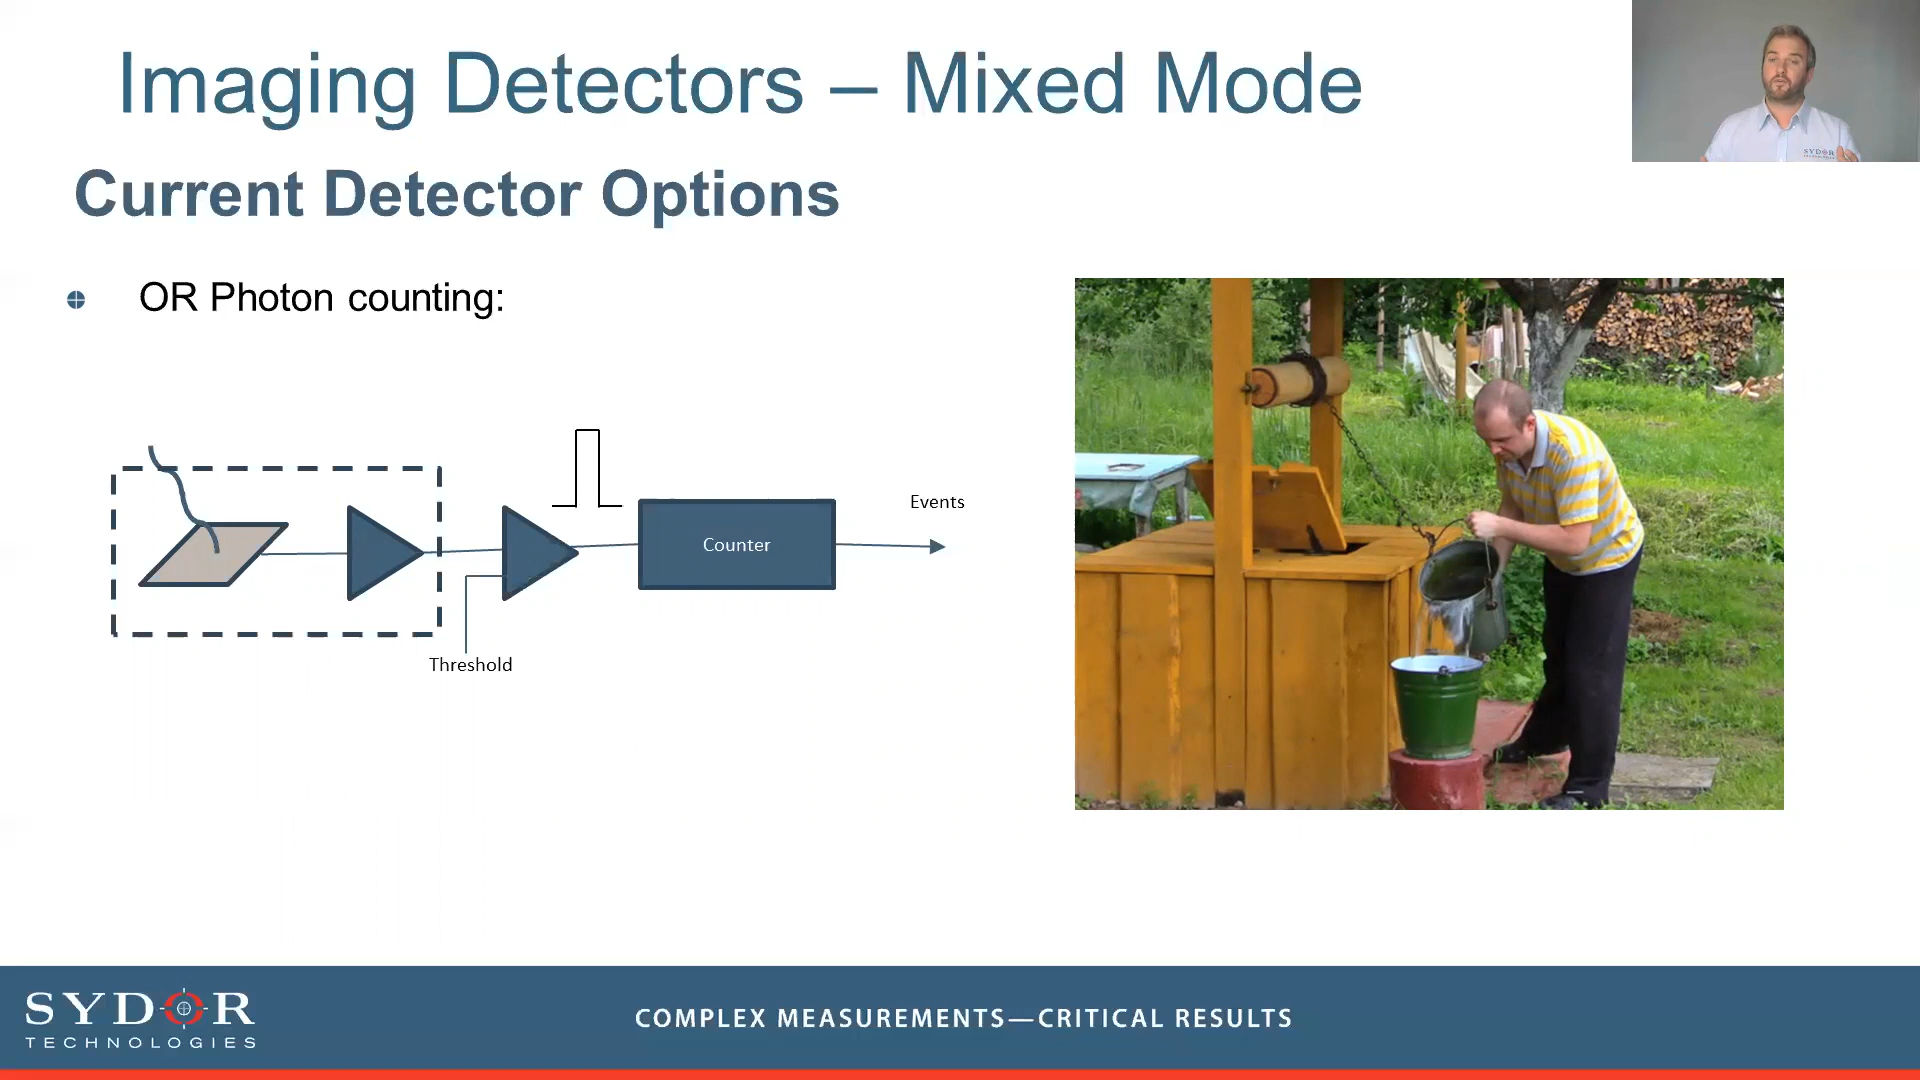 Imaging Detectors – Mixed Mode
Current Detector Options
OR Photon counting:
Events
Counter
Threshold
SYDOR
TECHNOLOGIES
COMPLEX MEASUREMENTS—CRITICAL RESULTS
SYDOR